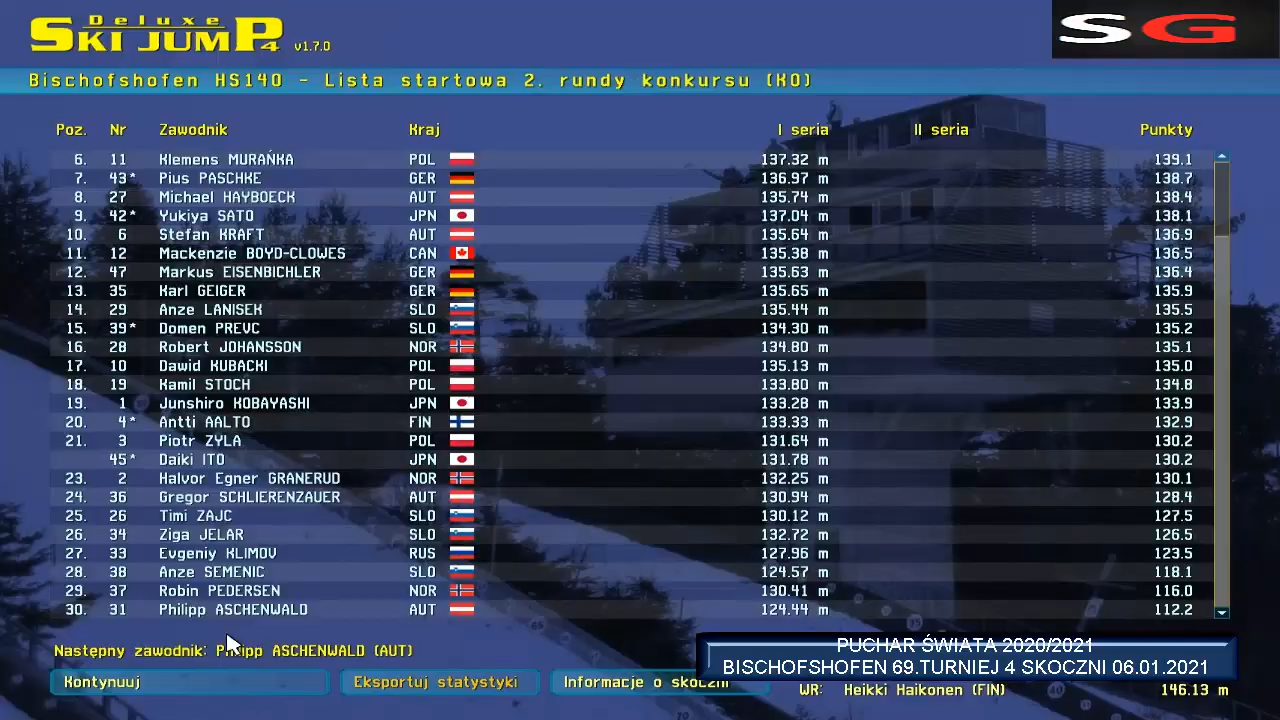 Deluxe
SKI JUMP 4 v1.7.0
SG
Bischofshofen HS140 - Lista startowa 2. rundy konkursu (KO)
Poz. Nr Zawodnik Kraj I seria II seria Punkty
6. 11 Klemens MURAŃKA POL 137.32 m 139.1
7. 43* Pius PASCHKE GER 136.97 m 138.7
8. 27 Michael HAYBOECK AUT 135.74 m 138.4
9. 42* Yukiya SATO JPN 137.04 m 138.1
10. 6 Stefan KRAFT AUT 135.64 m 136.9
11. 12 Mackenzie BOYD-CLOWES CAN 135.38 m 136.5
12. 47 Markus EISENBICHLER GER 135.63 m 136.4
13. 35 Karl GEIGER GER 135.65 m 135.9
14. 29 Anze LANISEK SLO 135.44 m 135.5
15. 39* Domen PREVC SLO 134.30 m 135.2
16. 28 Robert JOHANSSON NOR 134.80 m 135.1
17. 10 Dawid KUBACKI POL 135.13 m 135.0
18. 19 Kamil STOCH POL 133.80 m 134.8
19. 1 Junshiro KOBAYASHI JPN 133.28 m 133.9
20. 4* Antti AALTO FIN 133.33 m 132.9
21. 3 Piotr ZYLA POL 131.64 m 130.2
45* Daiki ITO JPN 131.78 m 130.2
23. 2 Halvor Egner GRANERUD NOR 132.25 m 130.1
24. 36 Gregor SCHLIERENZAUER AUT 130.94 m 128.4
25. 26 Timi ZAJC SLO 130.12 m 127.5
26. 34 Ziga JELAR SLO 132.72 m 126.5
27. 33 Evgeniy KLIMOV RUS 127.96 m 123.5
28. 38 Anze SEMENIC SLO 124.57 m 118.1
29. 37 Robin PEDERSEN NOR 130.41 m 116.0
30. 31 Philipp ASCHENWALD AUT 124.44 m 112.2
Następny zawodnik: Philipp ASCHENWALD (AUT)
PUCHAR ŚWIATA 2020/2021
BISCHOFSHOFEN 69.TURNIEJ 4 SKOCZNI 06.01.2021
Kontynuuj Eksportuj statystyki Informacje o skoczni
WR: Heikki Haikonen (FIN) 146.13 m